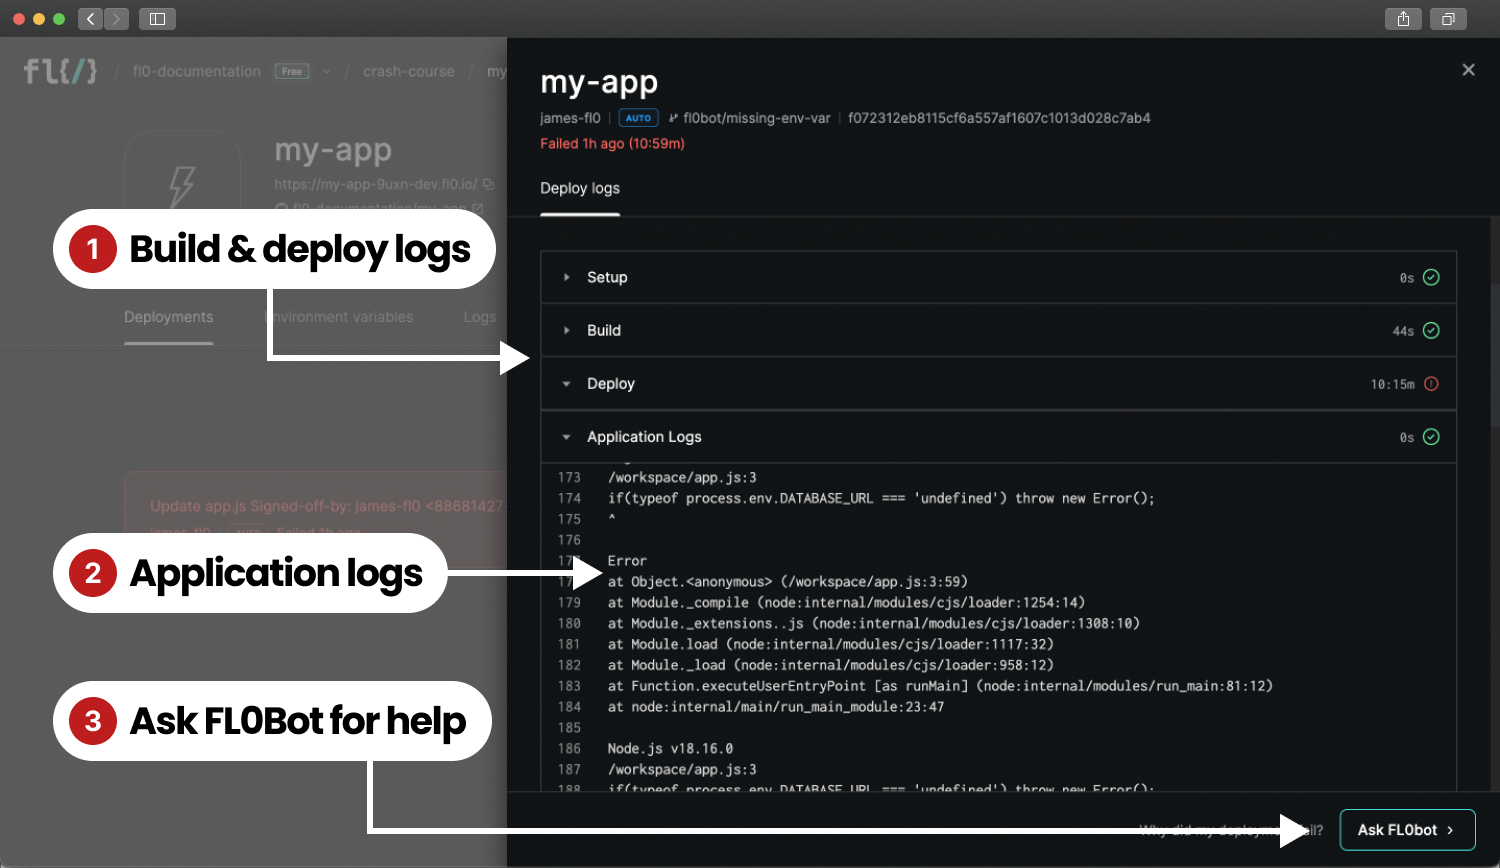 fl{/}
/ fl0-documentation Free / crash-course / my
my-app
https://my-app-9uxn-dev.fl0.io/
fl0-documentation/my-app
1 Build & deploy logs
Deployments
nvironment variables
Logs
Update app.js Signed-off-by: james-fl0 <88681427-
james-fl0 | AUTO Failed 1h ago
2 Application logs
3 Ask FL0Bot for help
my-app
james-fl0 | AUTO fl0bot/missing-env-var | f072312eb8115cf6a557af1607c1013d028c7ab4
Failed 1h ago (10:59m)
Deploy logs
Setup 0s
Build 44s
Deploy 10:15m
Application Logs 0s
173 /workspace/app.js:3
174 if(typeof process.env.DATABASE_URL === 'undefined') throw new Error();
175 ^
176
177 Error
at Object.<anonymous> (/workspace/app.js:3:59)
179 at Module._compile (node:internal/modules/cjs/loader:1254:14)
180 at Module._extensions..js (node:internal/modules/cjs/loader:1308:10)
181 at Module.load (node:internal/modules/cjs/loader:1117:32)
182 at Module._load (node:internal/modules/cjs/loader:958:12)
183 at Function.executeUserEntryPoint [as runMain] (node:internal/modules/run_main:81:12)
184 at node:internal/main/run_main_module:23:47
185
186 Node.js v18.16.0
187 /workspace/app.js:3
188 if(typeof process.env.DATABASE_URL === 'undefined') throw new Error();
Why did my deployment fail?
Ask FL0bot